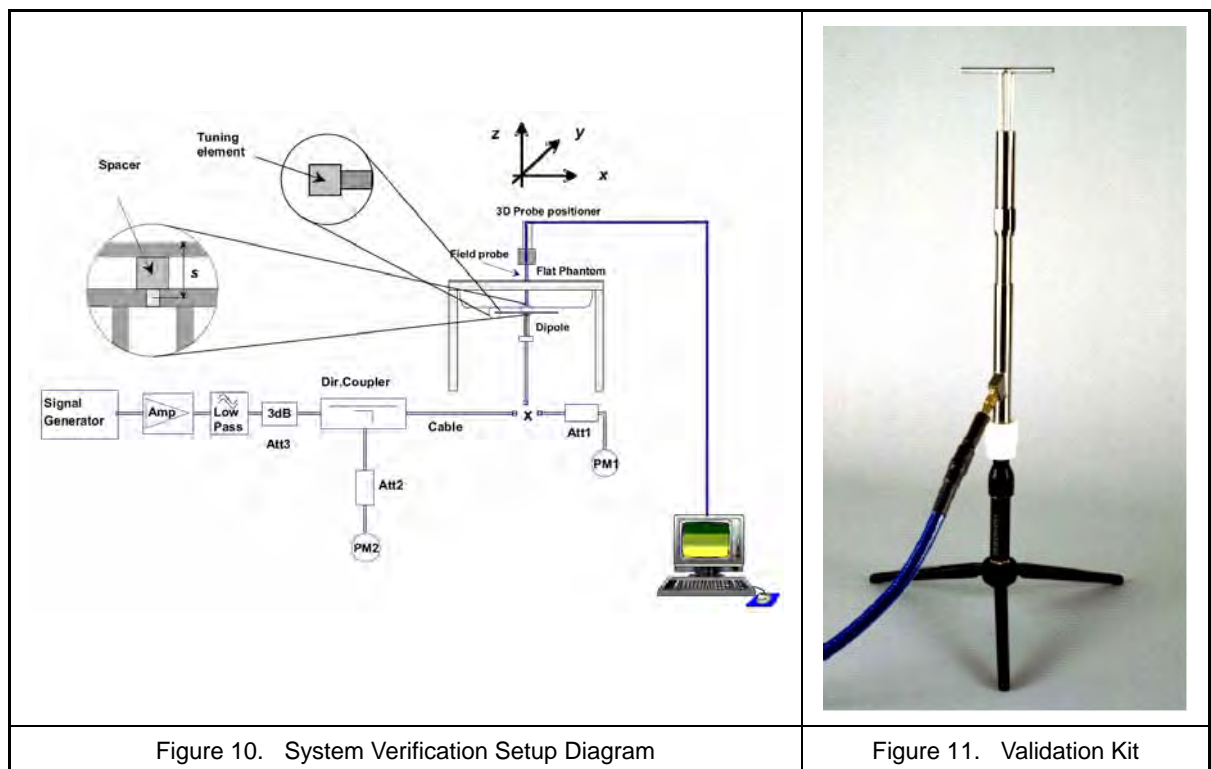 Tuning
element
Spacer
z
y
x
3D Probe positioner
Field probe
Flat Phantom
s
Dipole
Dir.Coupler
Signal
Generator
Amp
Low
Pass
3dB
Att3
Cable
x
Att1
PM1
Att2
PM2
Figure 10. System Verification Setup Diagram
Figure 11. Validation Kit